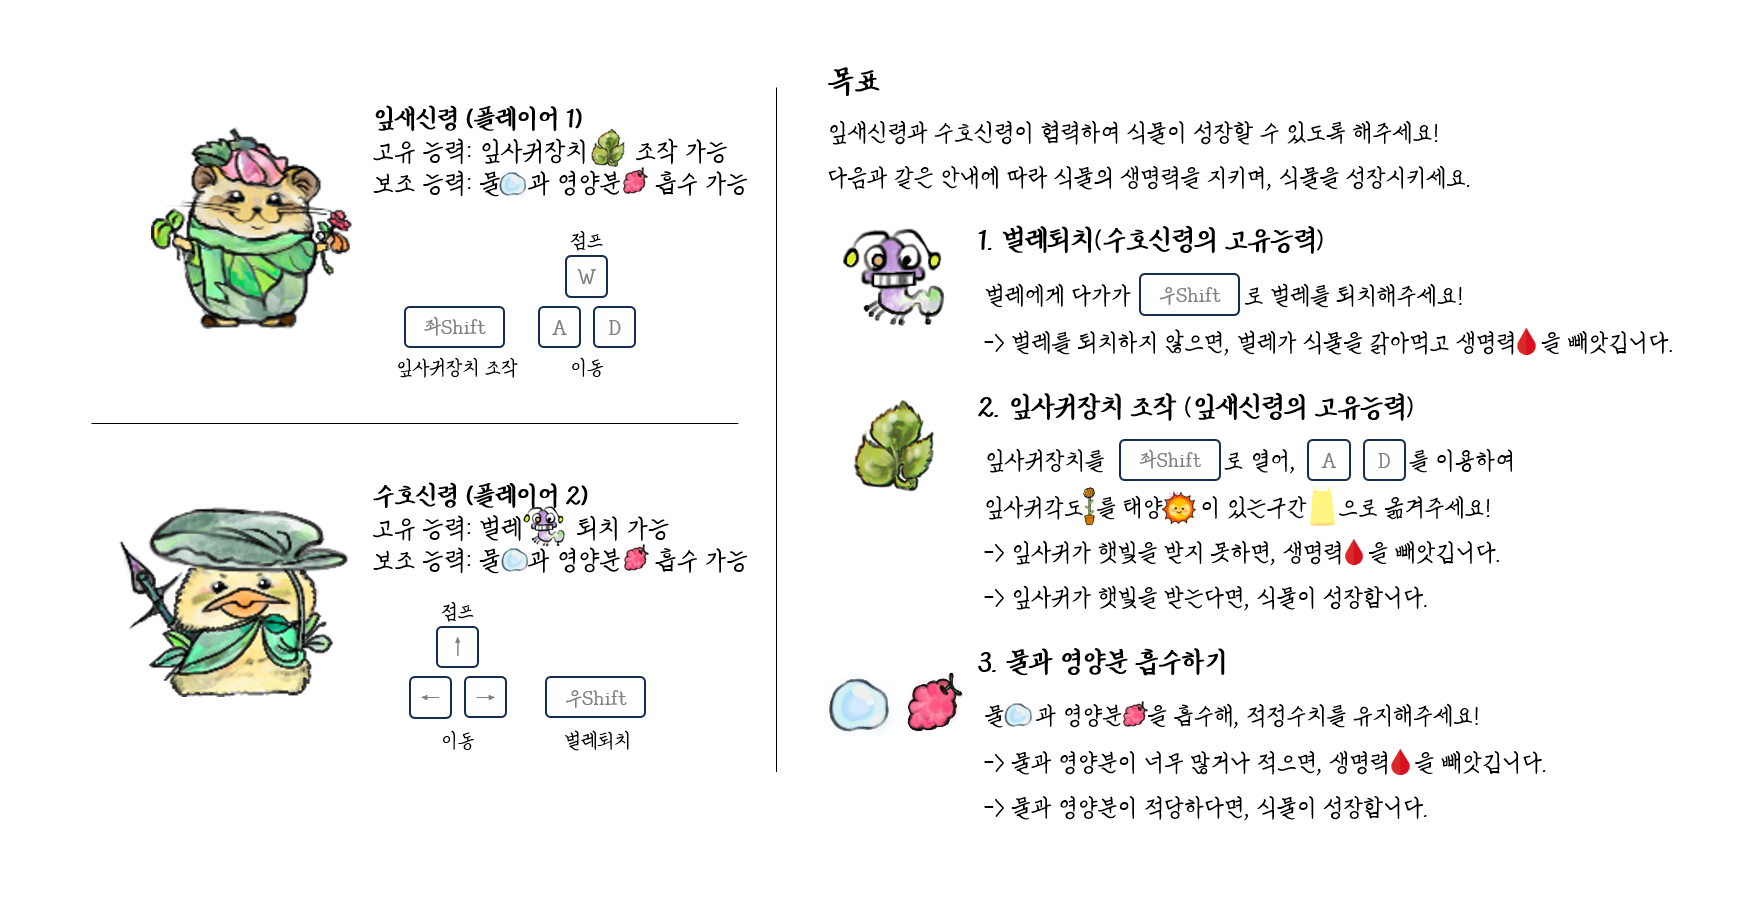 잎새신령 (플레이어 1)
고유 능력: 잎사귀장치 조작 가능
보조 능력: 물과 영양분 흡수 가능
점프
W
좌Shift
A
D
잎사귀장치 조작
이동
수호신령 (플레이어 2)
고유 능력: 벌레 퇴치 가능
보조 능력: 물과 영양분 흡수 가능
점프
↑
←
→
우Shift
이동
벌레퇴치
목표
잎새신령과 수호신령이 협력하여 식물이 성장할 수 있도록 해주세요!
다음과 같은 안내에 따라 식물의 생명력을 지키며, 식물을 성장시키세요.
1. 벌레퇴치(수호신령의 고유능력)
벌레에게 다가가 우Shift 로 벌레를 퇴치해주세요!
-> 벌레를 퇴치하지 않으면, 벌레가 식물을 갉아먹고 생명력을 빼앗깁니다.
2. 잎사귀장치 조작 (잎새신령의 고유능력)
잎사귀장치를 좌Shift 로 열어, A D 를 이용하여
잎사귀각도를 태양 이 있는구간 으로 옮겨주세요!
-> 잎사귀가 햇빛을 받지 못하면, 생명력을 빼앗깁니다.
-> 잎사귀가 햇빛을 받는다면, 식물이 성장합니다.
3. 물과 영양분 흡수하기
물과 영양분을 흡수해, 적정수치를 유지해주세요!
-> 물과 영양분이 너무 많거나 적으면, 생명력을 빼앗깁니다.
-> 물과 영양분이 적당하다면, 식물이 성장합니다.